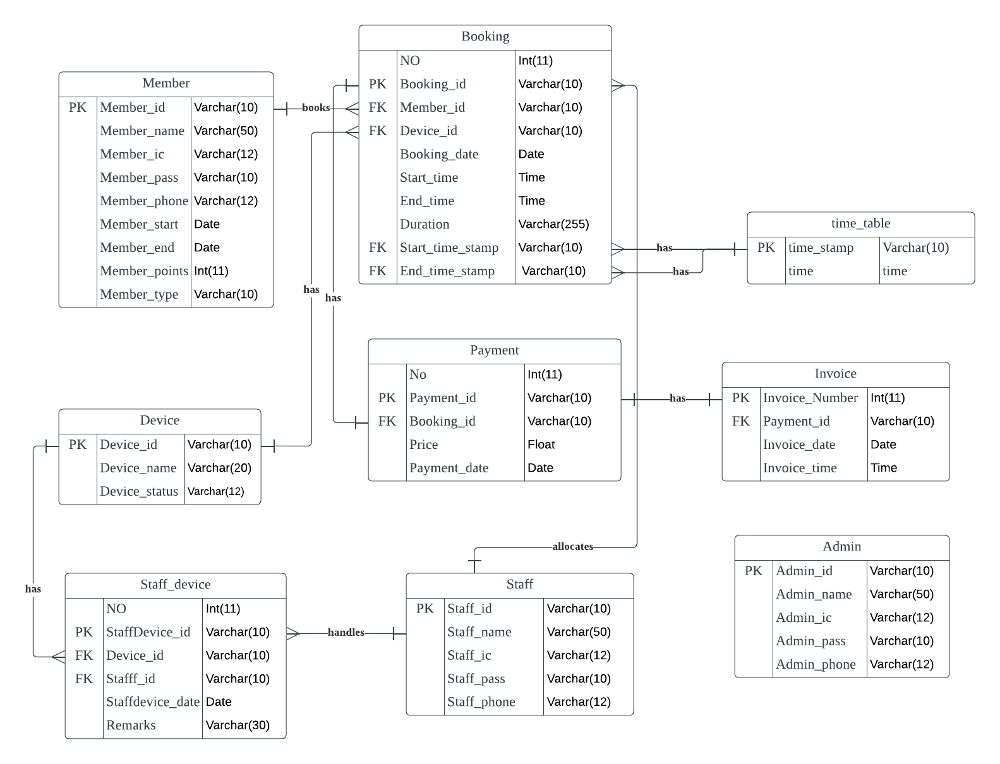 Booking
NO Int(11)
PK Booking_id Varchar(10)
FK Member_id Varchar(10)
FK Device_id Varchar(10)
Booking_date Date
Start_time Time
End_time Time
Duration Varchar(255)
FK Start_time_stamp Varchar(10)
FK End_time_stamp Varchar(10)
Member
PK Member_id Varchar(10)
Member_name Varchar(50)
Member_ic Varchar(12)
Member_pass Varchar(10)
Member_phone Varchar(12)
Member_start Date
Member_end Date
Member_points Int(11)
Member_type Varchar(10)
books
has
has
has
has
time_table
PK time_stamp Varchar(10)
time time
Payment
No Int(11)
PK Payment_id Varchar(10)
FK Booking_id Varchar(10)
Price Float
Payment_date Date
has
Invoice
PK Invoice_Number Int(11)
FK Payment_id Varchar(10)
Invoice_date Date
Invoice_time Time
Device
PK Device_id Varchar(10)
Device_name Varchar(20)
Device_status Varchar(12)
has
allocates
Admin
PK Admin_id Varchar(10)
Admin_name Varchar(50)
Admin_ic Varchar(12)
Admin_pass Varchar(10)
Admin_phone Varchar(12)
Staff_device
NO Int(11)
PK StaffDevice_id Varchar(10)
FK Device_id Varchar(10)
FK Stafff_id Varchar(10)
Staffdevice_date Date
Remarks Varchar(30)
handles
Staff
PK Staff_id Varchar(10)
Staff_name Varchar(50)
Staff_ic Varchar(12)
Staff_pass Varchar(10)
Staff_phone Varchar(12)